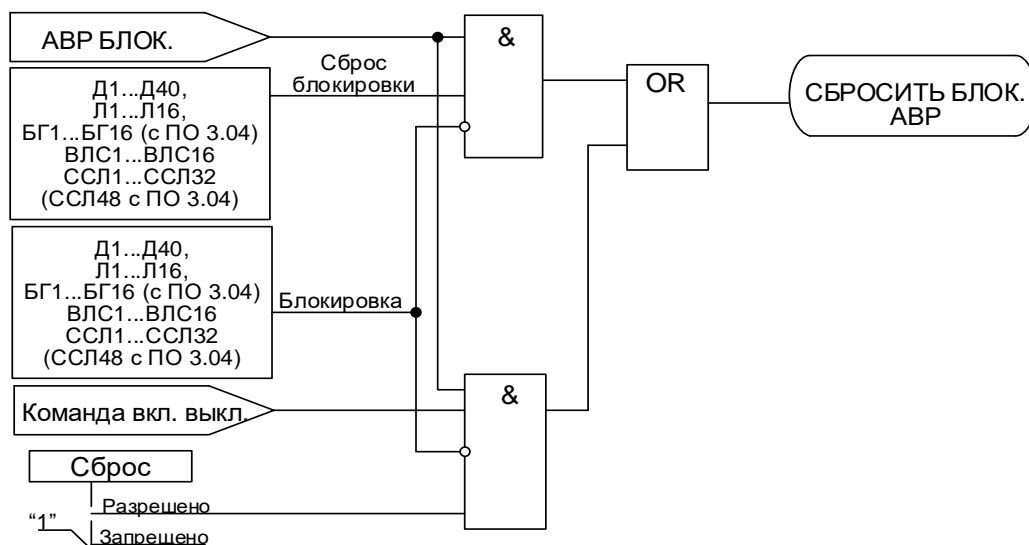 АВР БЛОК.
&
Сброс
блокировки
OR
СБРОСИТЬ БЛОК.
АВР
Д1...Д40,
Л1...Л16,
БГ1...БГ16 (с ПО 3.04)
ВЛС1...ВЛС16
ССЛ1...ССЛ32
(ССЛ48 с ПО 3.04)
Д1...Д40,
Л1...Л16,
БГ1...БГ16 (с ПО 3.04)
ВЛС1...ВЛС16
ССЛ1...ССЛ32
(ССЛ48 с ПО 3.04)
Блокировка
&
Команда вкл. выкл.
Сброс
Разрешено
“1”
Запрещено